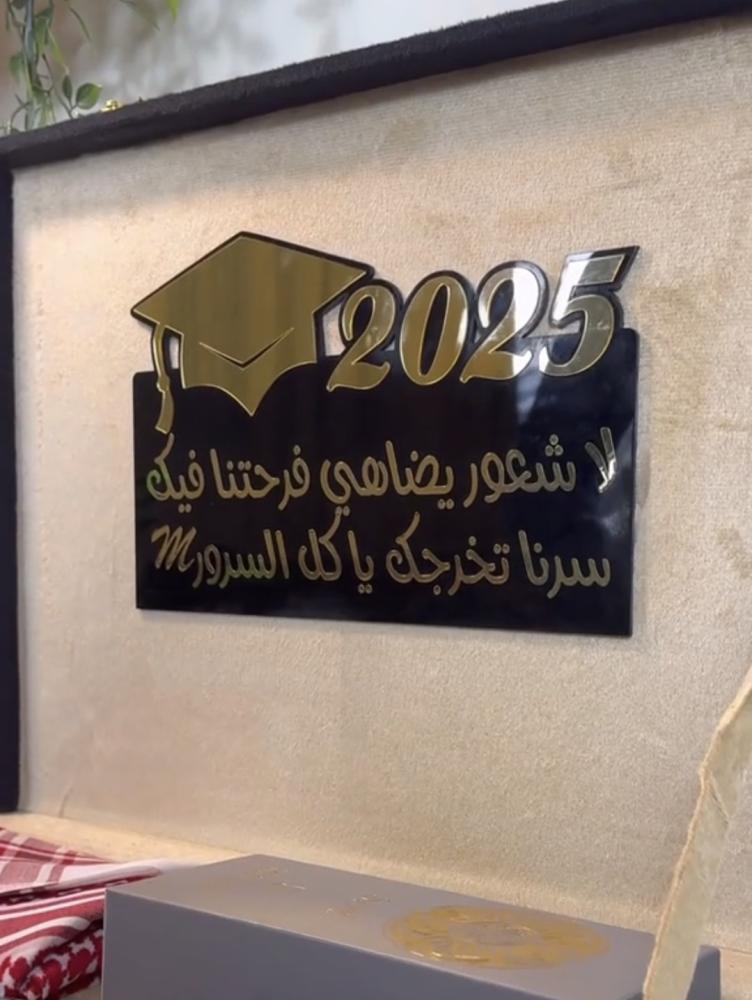 2025
لا شعور يضاهي فرحتنا فيك
سرنا تخرجك يا كل السرور M